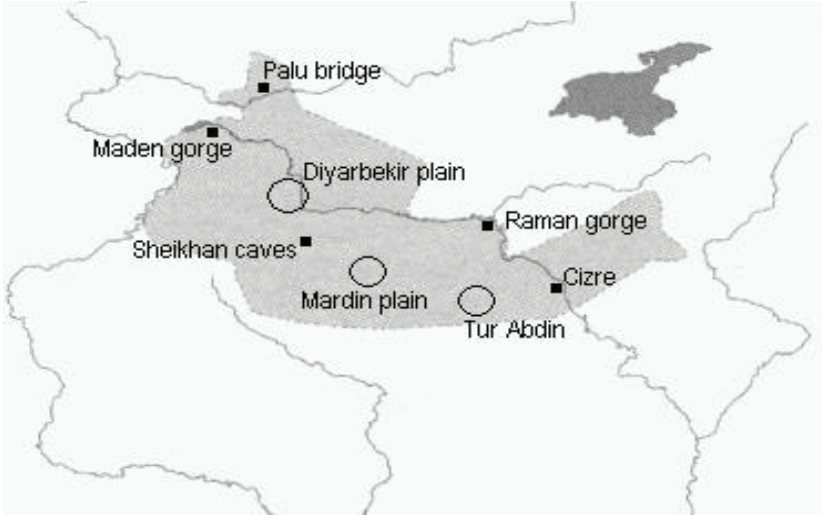 Palu bridge
Maden gorge
Diyarbekir plain
Raman gorge
Sheikhan caves
Cizre
Mardin plain
Tur Abdin